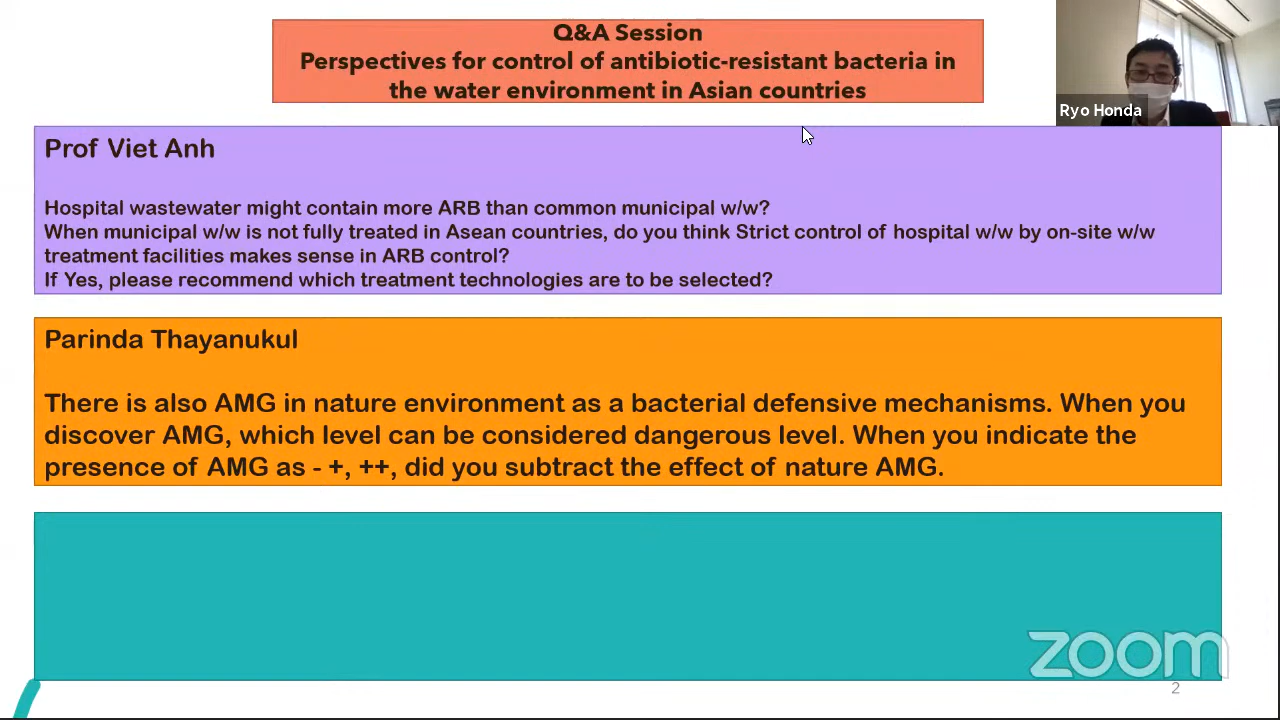 Q&A Session
Perspectives for control of antibiotic-resistant bacteria in
the water environment in Asian countries
Ryo Honda
Prof Viet Anh
Hospital wastewater might contain more ARB than common municipal w/w?
When municipal w/w is not fully treated in Asean countries, do you think Strict control of hospital w/w by on-site w/w
treatment facilities makes sense in ARB control?
If Yes, please recommend which treatment technologies are to be selected?
Parinda Thayanukul
There is also AMG in nature environment as a bacterial defensive mechanisms. When you
discover AMG, which level can be considered dangerous level. When you indicate the
presence of AMG as - +, ++, did you subtract the effect of nature AMG.
zoom
2